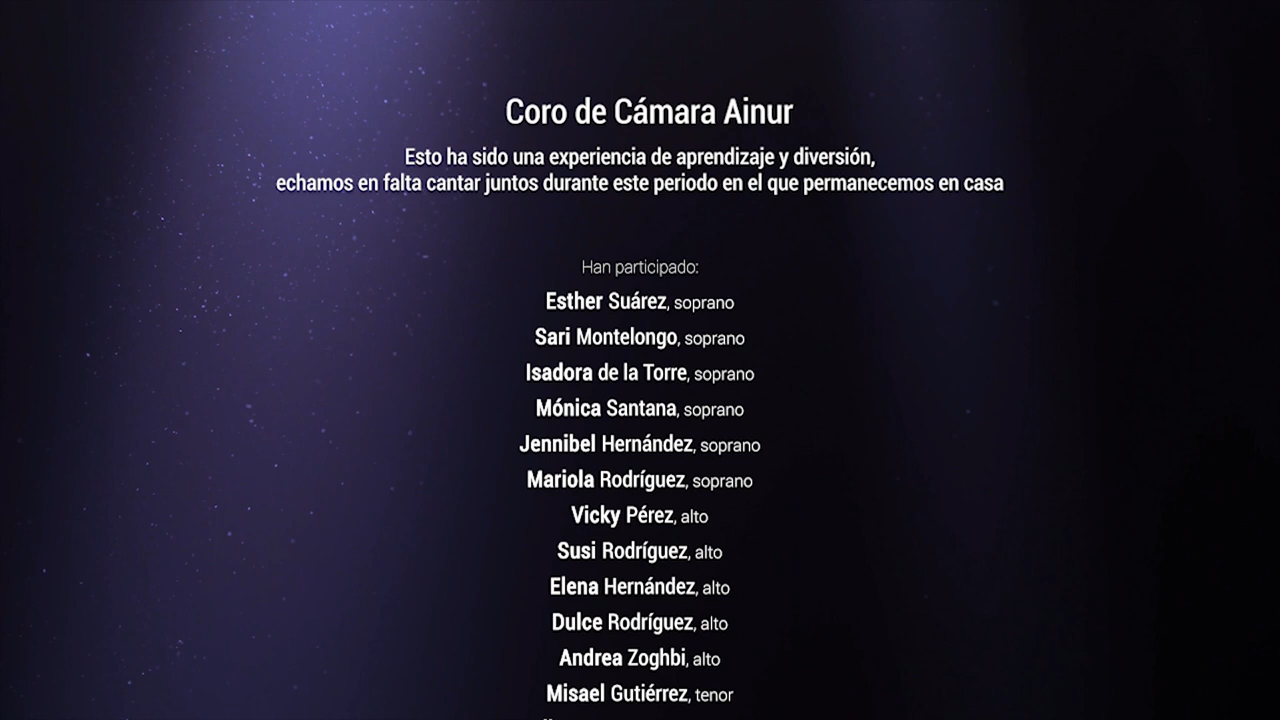 Coro de Cámara Ainur
Esto ha sido una experiencia de aprendizaje y diversión,
echamos en falta cantar juntos durante este periodo en el que permanecemos en casa
Han participado:
Esther Suárez, soprano
Sari Montelongo, soprano
Isadora de la Torre, soprano
Mónica Santana, soprano
Jennibel Hernández, soprano
Mariola Rodríguez, soprano
Vicky Pérez, alto
Susi Rodríguez, alto
Elena Hernández, alto
Dulce Rodríguez, alto
Andrea Zoghbi, alto
Misael Gutiérrez, tenor